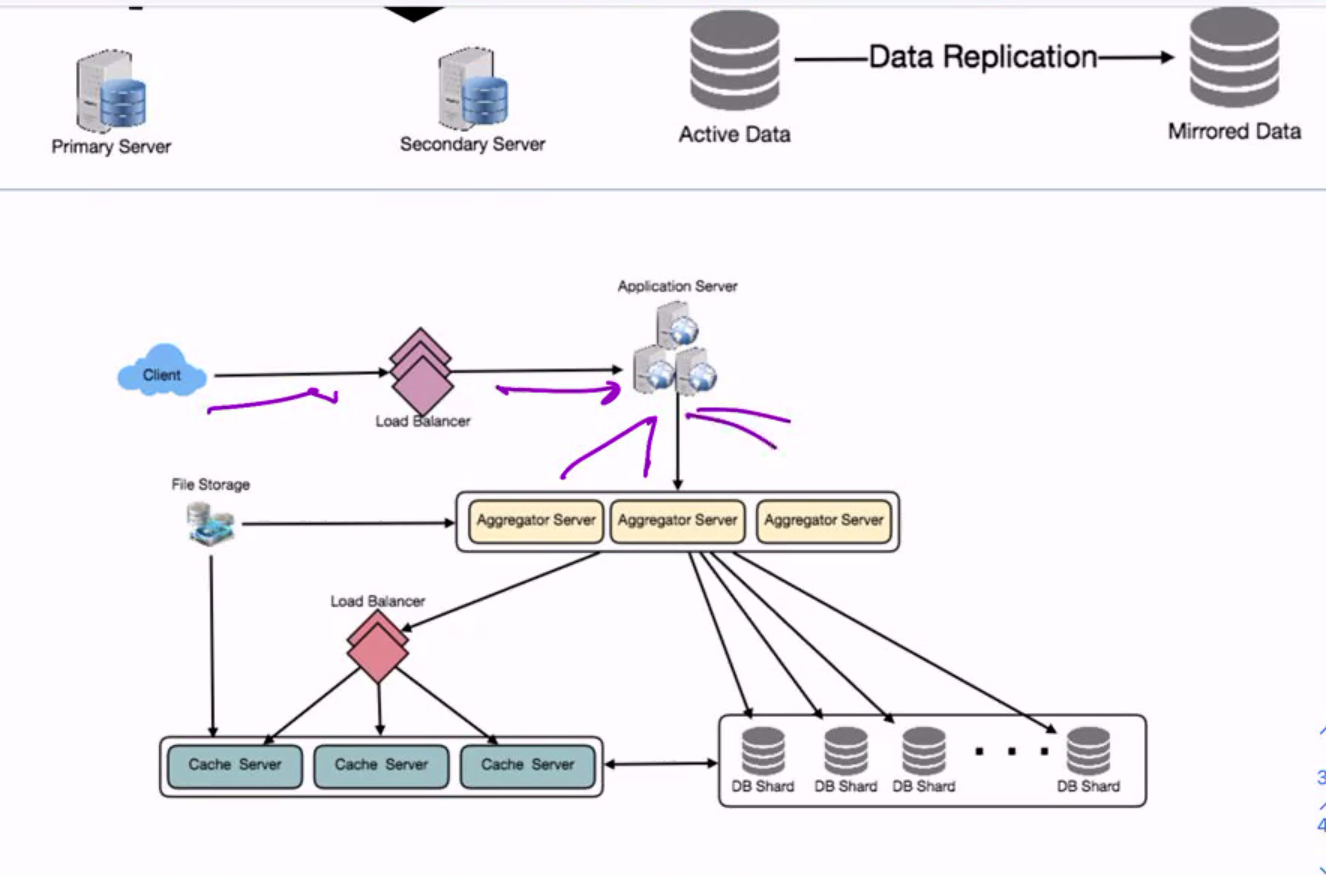 Data Replication
Primary Server
Secondary Server
Active Data
Mirrored Data
Application Server
Client
Load Balancer
File Storage
Aggregator Server
Aggregator Server
Aggregator Server
Load Balancer
Cache Server
Cache Server
Cache Server
DB Shard
DB Shard
DB Shard
DB Shard
3
4